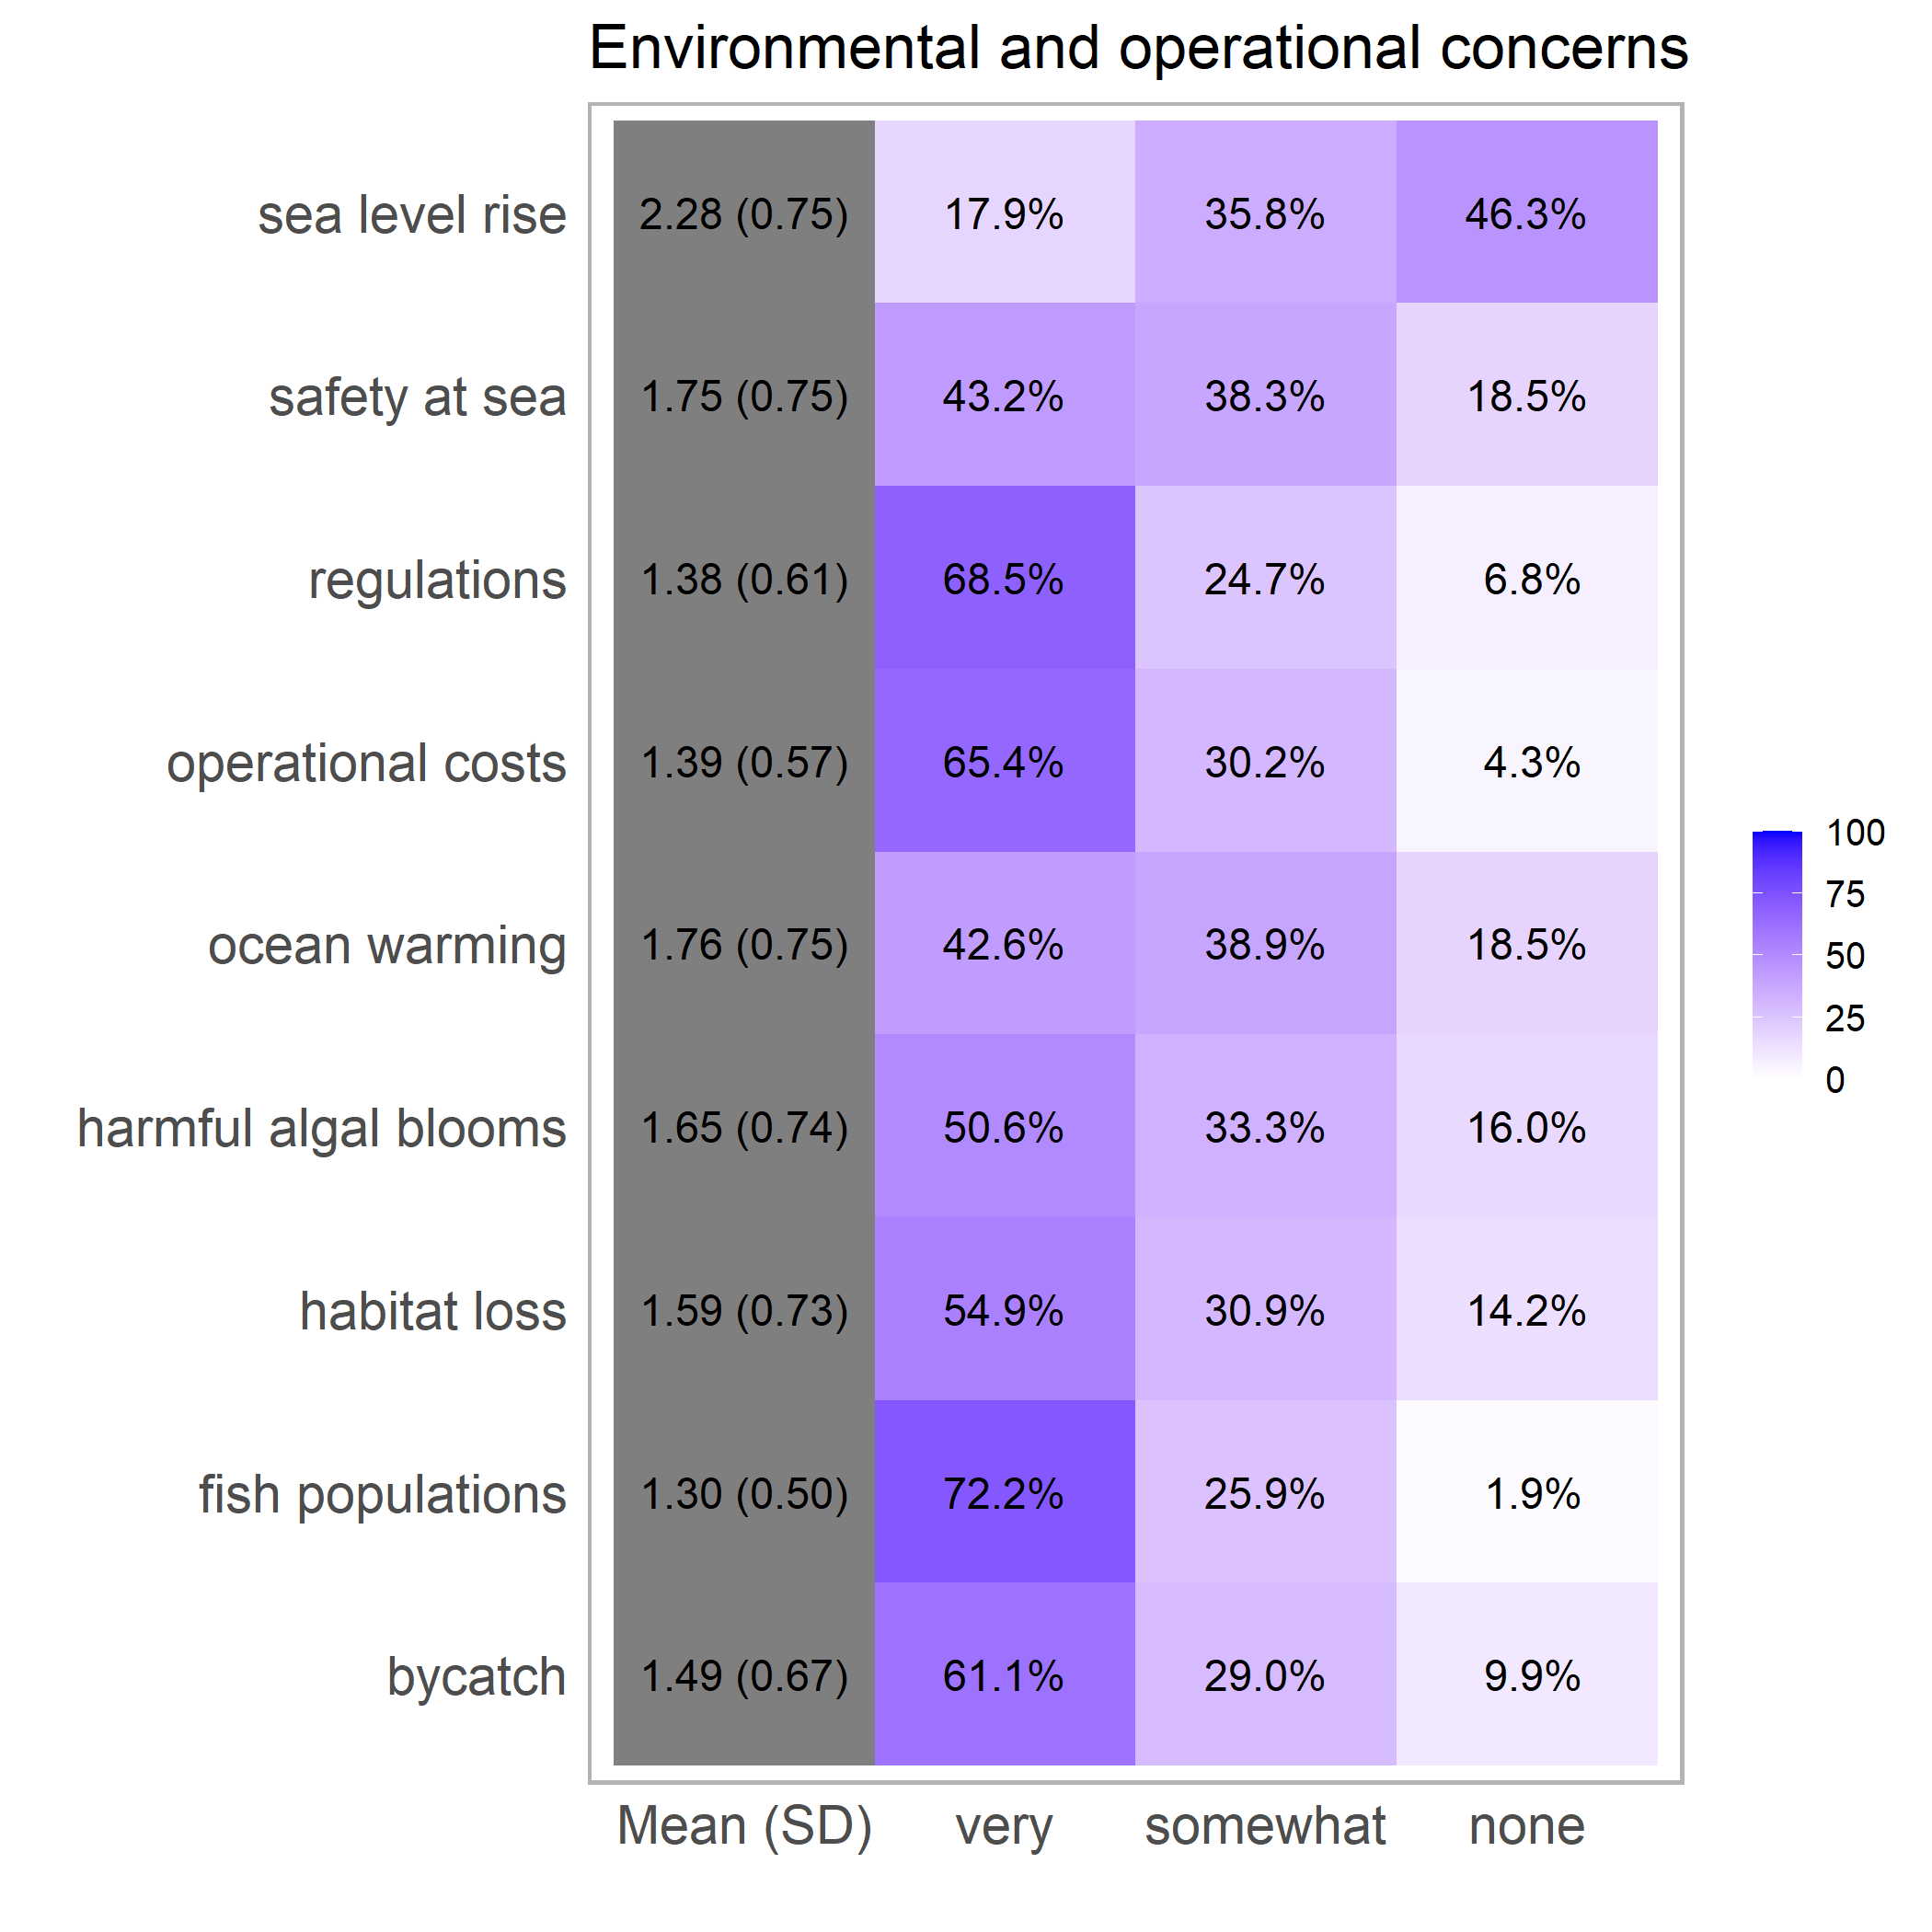 Environmental and operational concerns
sea level rise 2.28 (0.75) 17.9% 35.8% 46.3%
safety at sea 1.75 (0.75) 43.2% 38.3% 18.5%
regulations 1.38 (0.61) 68.5% 24.7% 6.8%
operational costs 1.39 (0.57) 65.4% 30.2% 4.3%
ocean warming 1.76 (0.75) 42.6% 38.9% 18.5%
harmful algal blooms 1.65 (0.74) 50.6% 33.3% 16.0%
habitat loss 1.59 (0.73) 54.9% 30.9% 14.2%
fish populations 1.30 (0.50) 72.2% 25.9% 1.9%
bycatch 1.49 (0.67) 61.1% 29.0% 9.9%
Mean (SD) very somewhat none
100
75
50
25
0